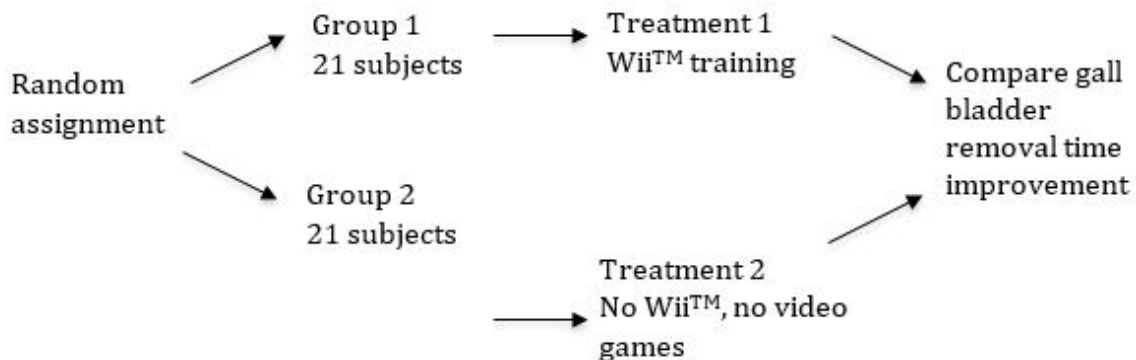 Random
assignment
Group 1
21 subjects
Treatment 1
Wii™ training
Group 2
21 subjects
Treatment 2
No Wii™, no video
games
Compare gall
bladder
removal time
improvement